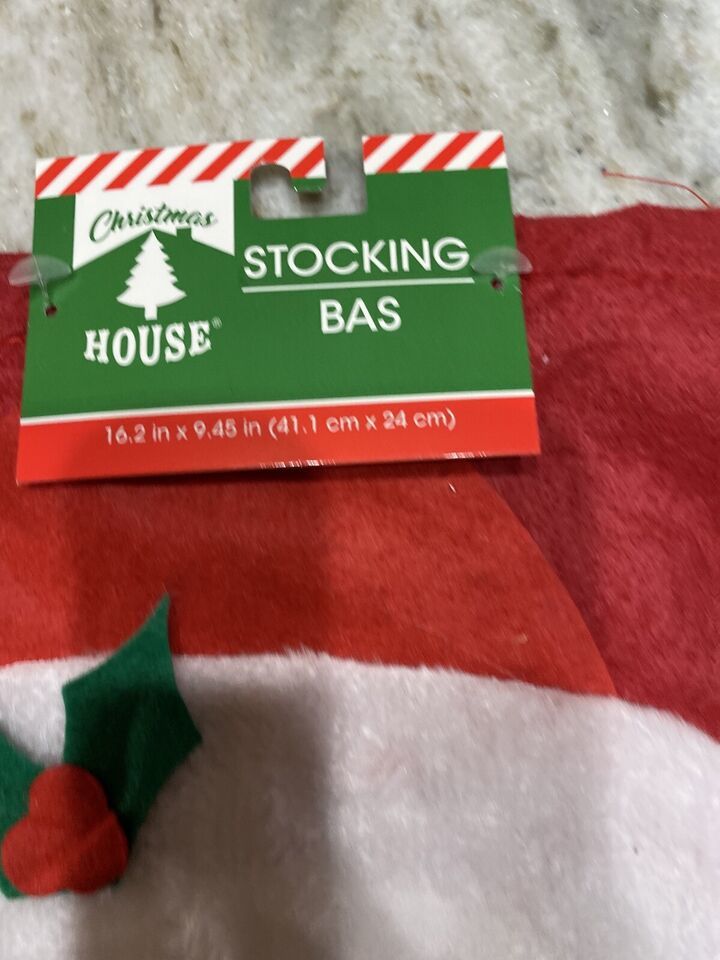 Christmas
HOUSE®
STOCKING
BAS
16.2 in x 9.45 in (41.1 cm x 24 cm)